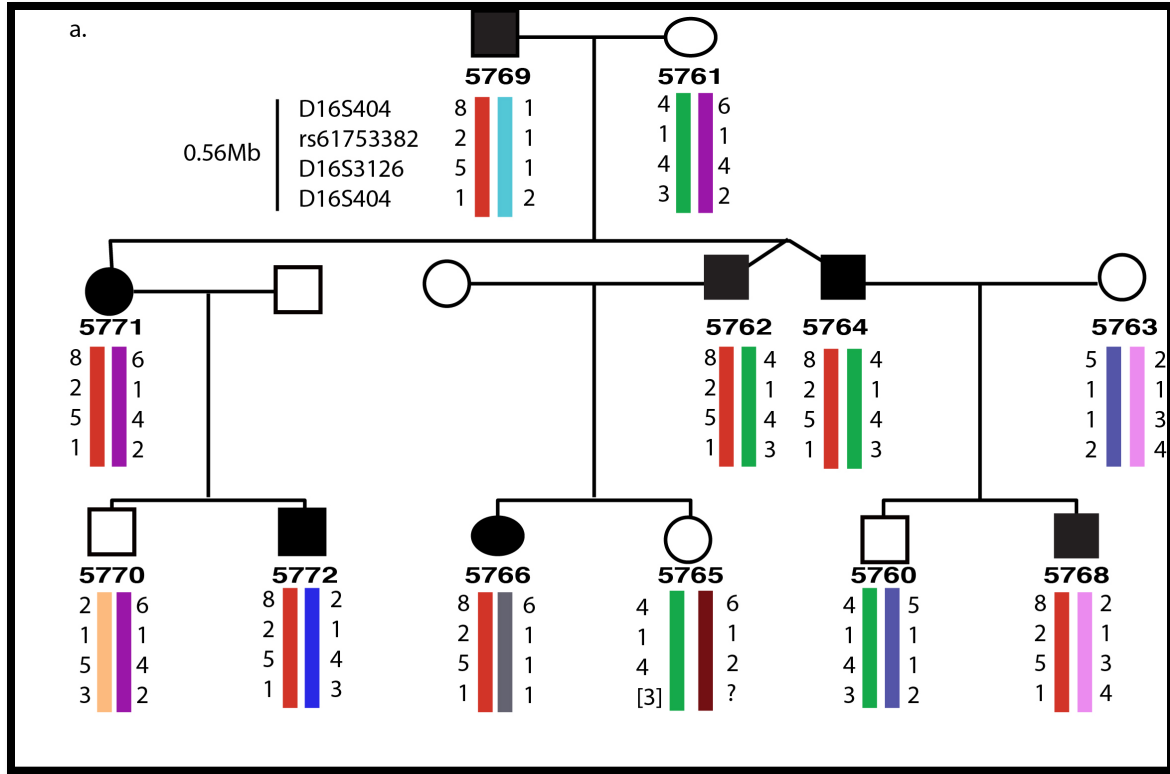 a.
5769 5761
0.56Mb
D16S404 8 1 4 6
rs61753382 2 1 1 1
D16S3126 5 1 4 4
D16S404 1 2 3 2
5771 5762 5764 5763
8 6 8 4 8 4 5 2
2 1 2 1 2 1 1 1
5 4 5 4 5 4 1 3
1 2 1 3 1 3 2 4
5770 5772 5766 5765 5760 5768
2 6 8 2 8 6 4 6 4 5 8 2
1 1 2 1 2 1 1 1 1 1 2 1
5 4 5 4 5 1 4 2 4 1 5 3
3 2 1 3 1 1 [3] ? 3 2 1 4